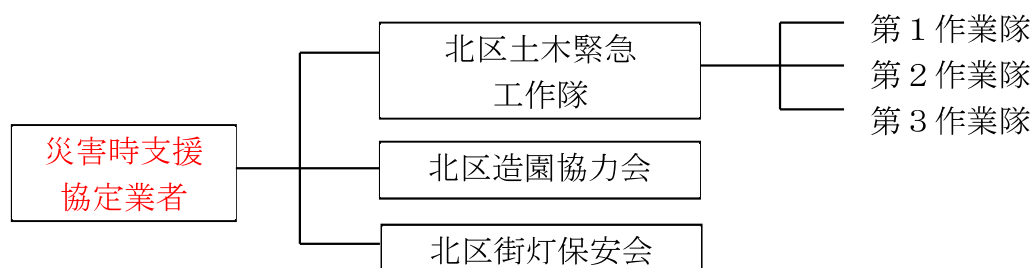 災害時支援
協定業者
北区土木緊急
工作隊
第１作業隊
第２作業隊
第３作業隊
北区造園協力会
北区街灯保安会